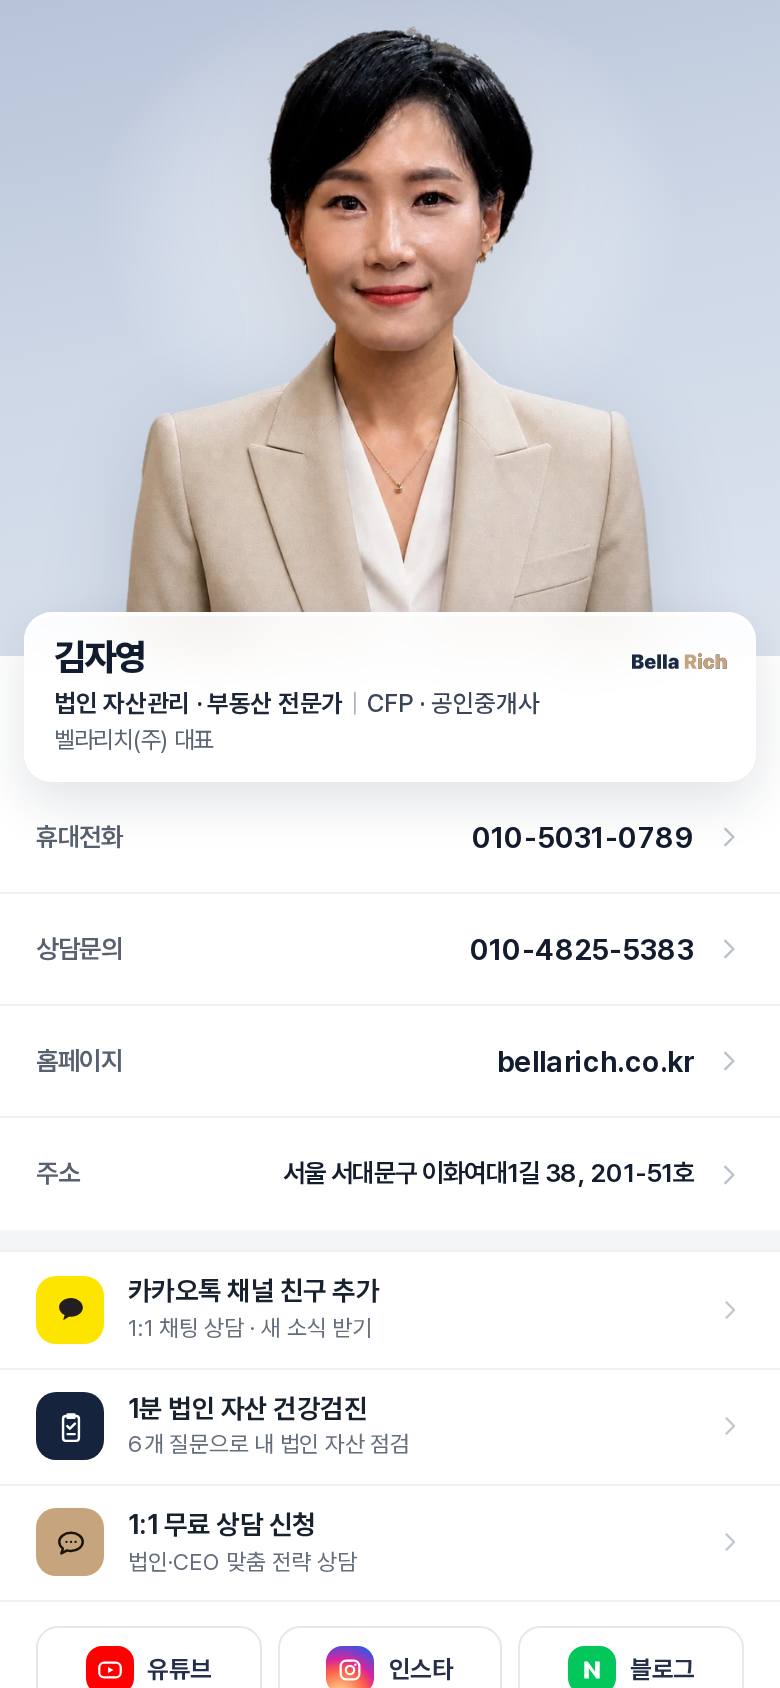 김자영
Bella Rich
법인 자산관리 · 부동산 전문가 | CFP · 공인중개사
벨라리치(주) 대표
휴대전화 010-5031-0789
상담문의 010-4825-5383
홈페이지 bellarich.co.kr
주소 서울 서대문구 이화여대1길 38, 201-51호
카카오톡 채널 친구 추가
1:1 채팅 상담 · 새 소식 받기
1분 법인 자산 건강검진
6개 질문으로 내 법인 자산 점검
1:1 무료 상담 신청
법인·CEO 맞춤 전략 상담
유튜브 인스타 N 블로그